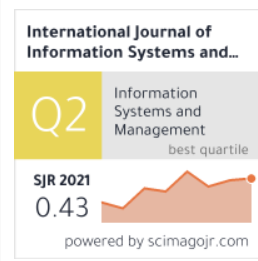 International Journal of
Information Systems and...
Q2
Information
Systems and
Management
best quartile
SJR 2021
0.43
powered by scimagojr.com